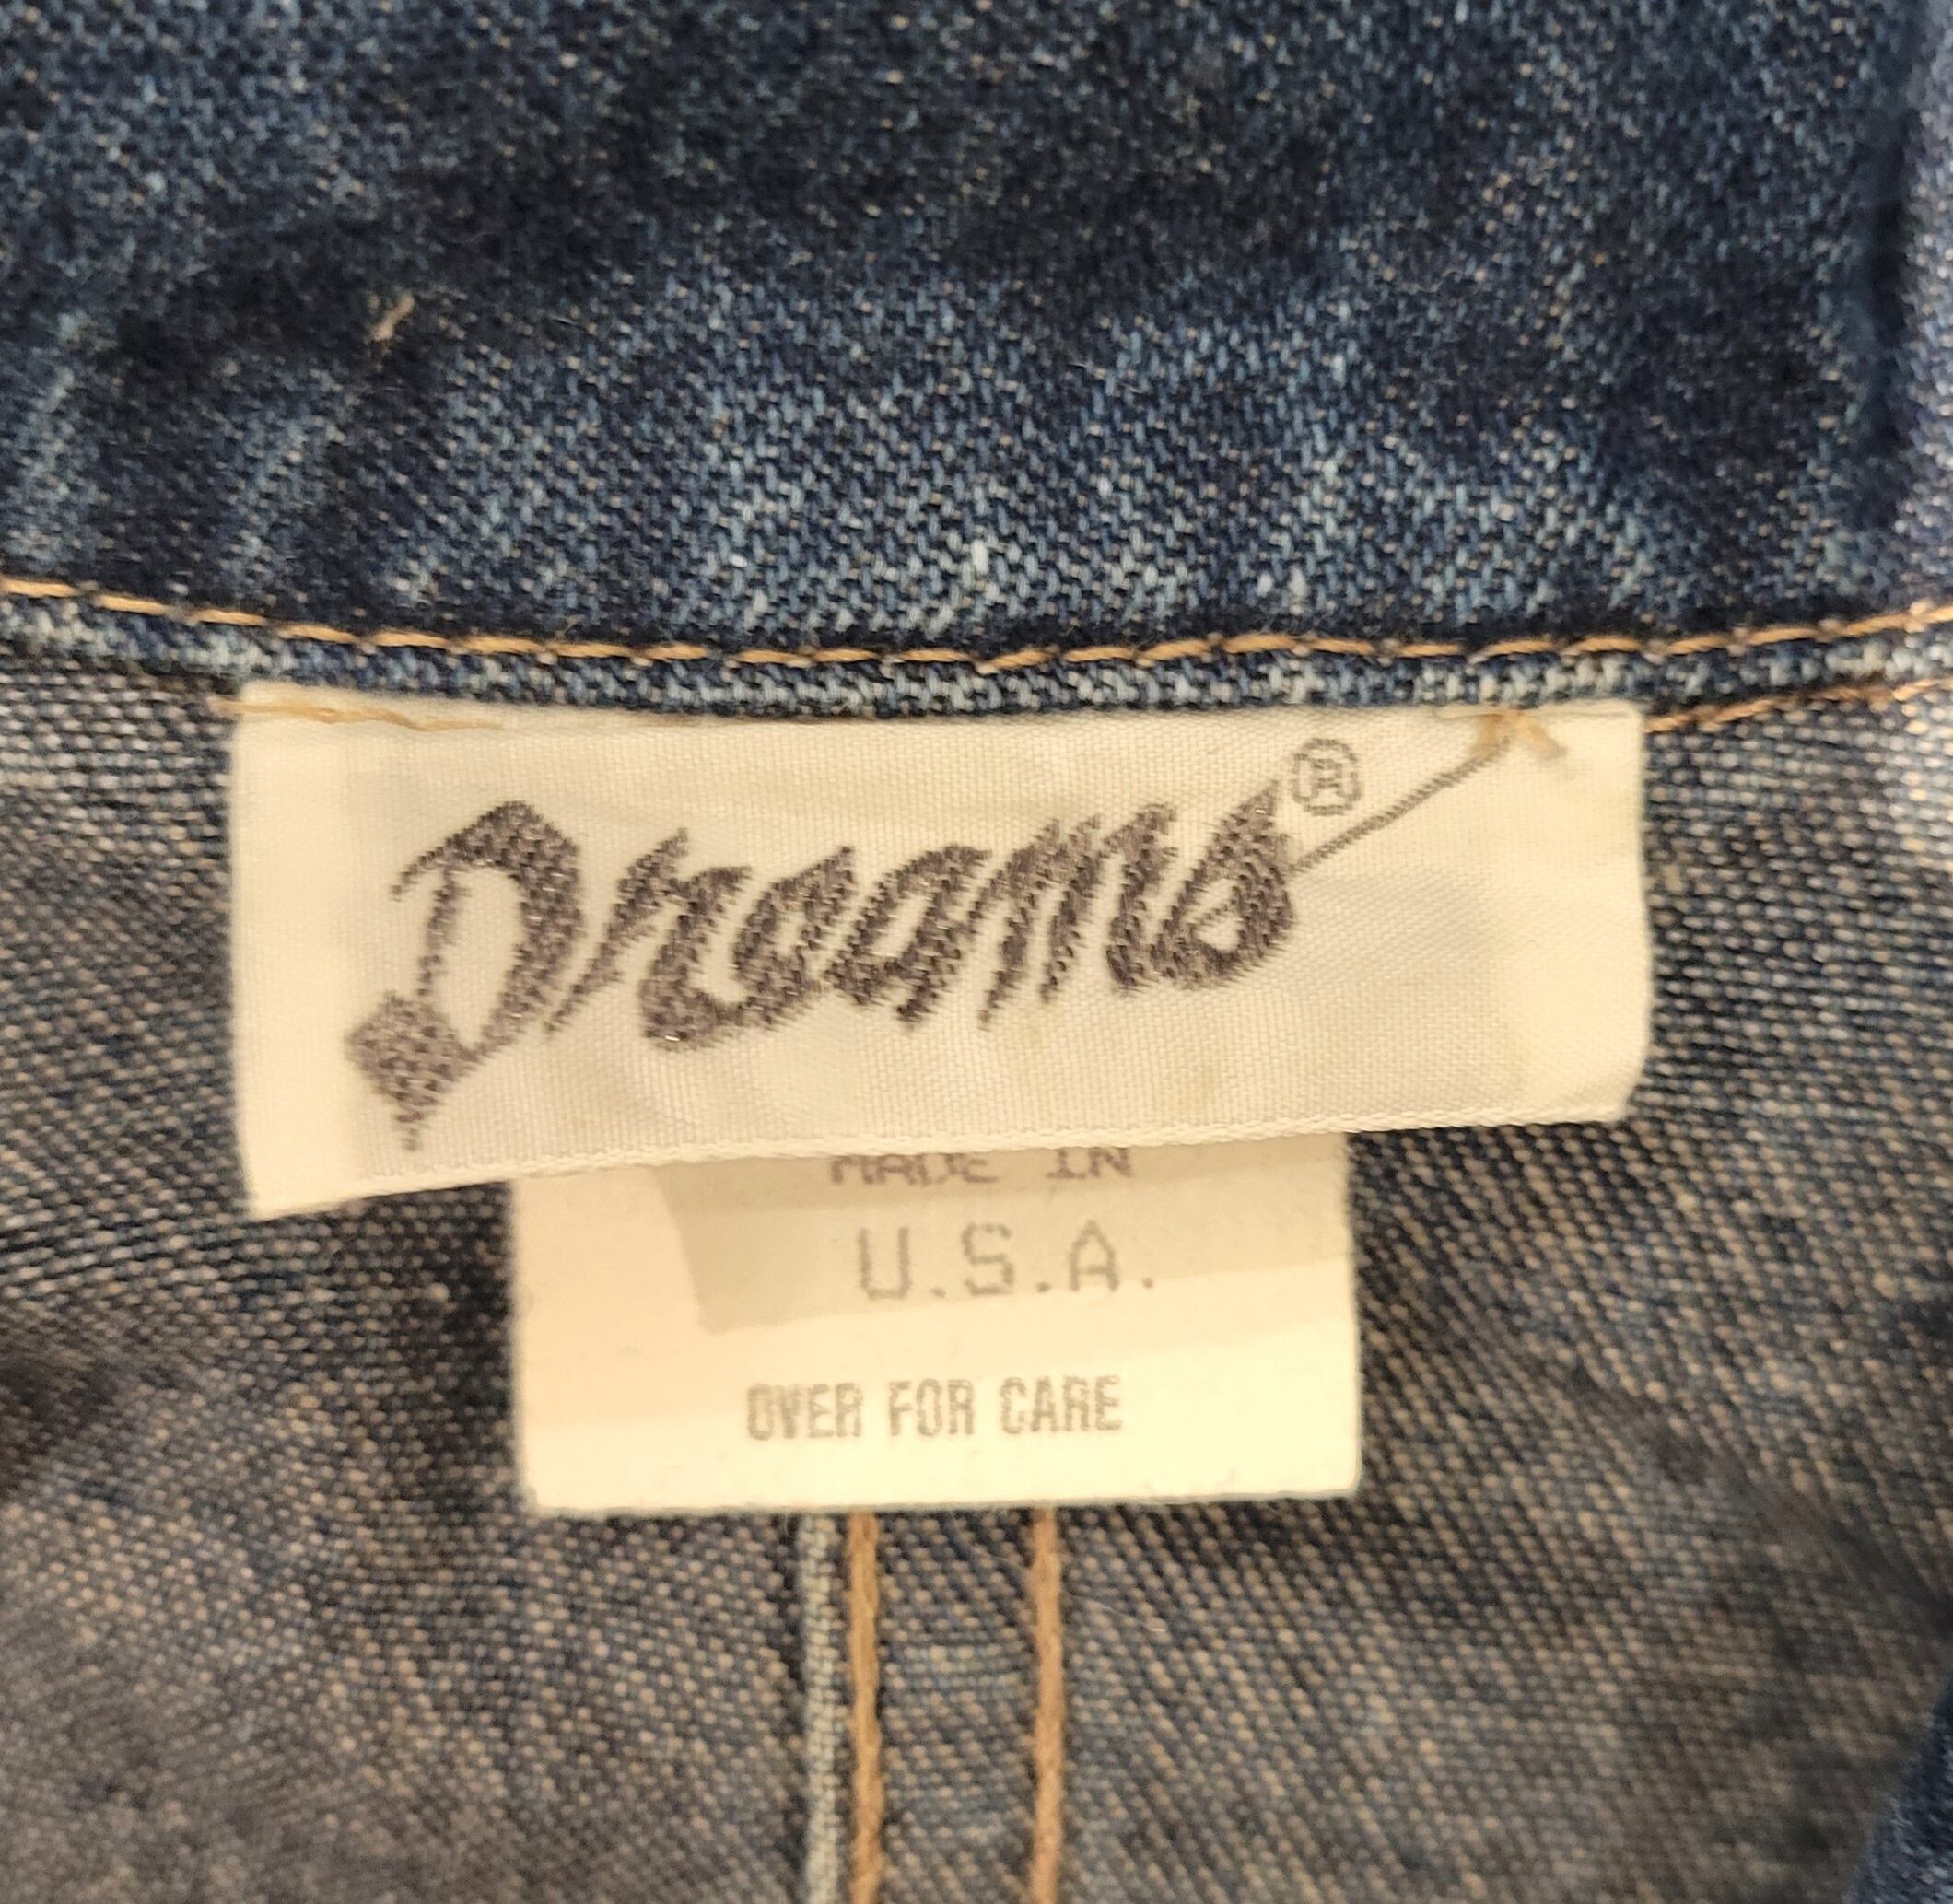 Dreams®
MADE IN
U.S.A.
OVER FOR CARE